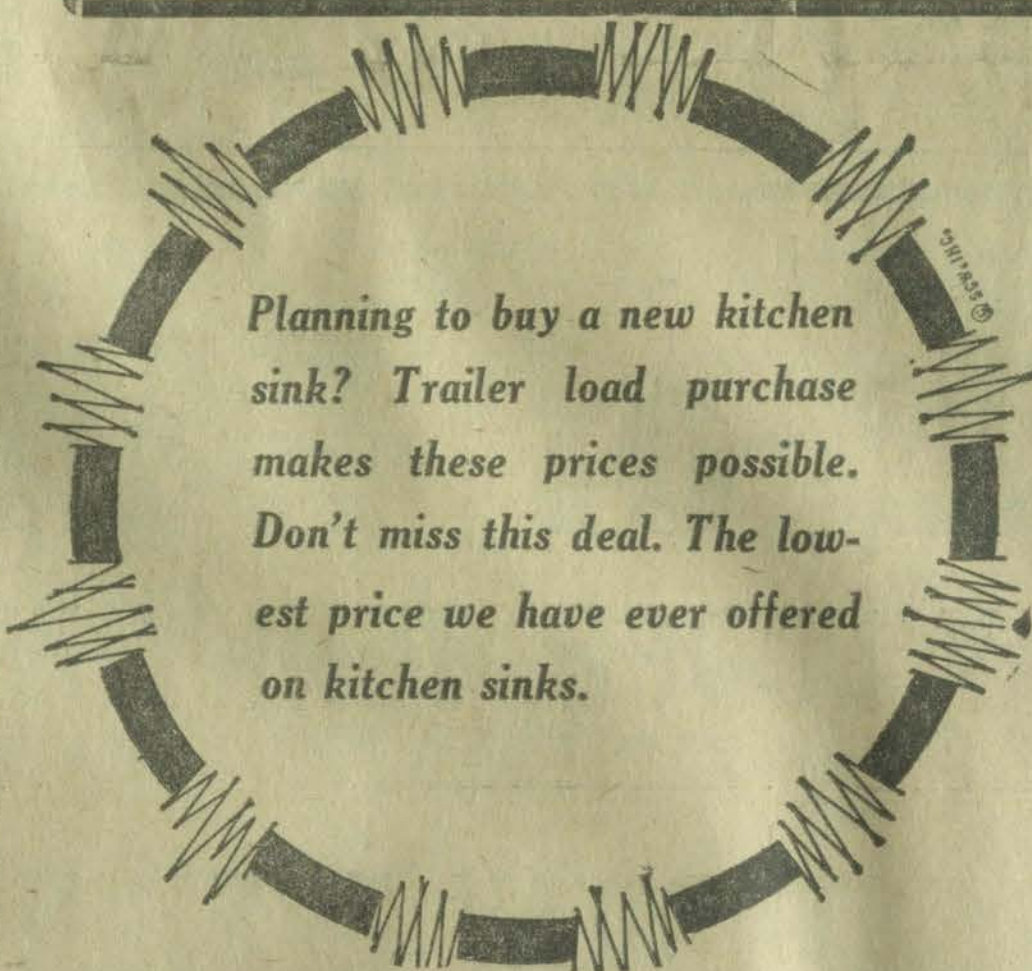 Planning to buy a new kitchen
sink? Trailer load purchase
makes these prices possible.
Don't miss this deal. The low-
est price we have ever offered
on kitchen sinks.